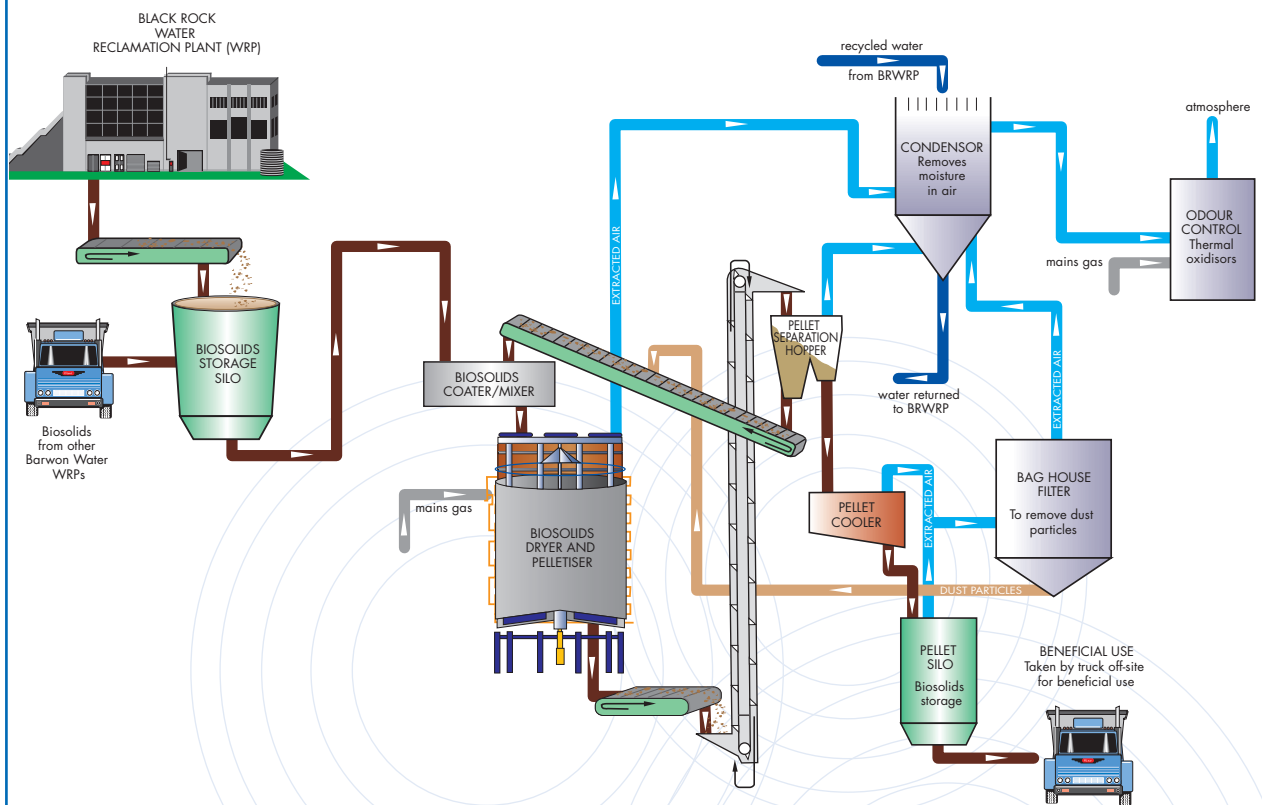 BLACK ROCK
WATER
RECLAMATION PLANT (WRP)
recycled water
from BRWRP
atmosphere
CONDENSOR
Removes
moisture
in air
ODOUR
CONTROL
Thermal
oxidisors
mains gas
EXTRACTED AIR
BIOSOLIDS
STORAGE
SILO
Biosolids
from other
Barwon Water
WRPs
BIOSOLIDS
COATER/MIXER
PELLET
SEPARATION
HOPPER
water returned
to BRWRP
EXTRACTED AIR
mains gas
BIOSOLIDS
DRYER AND
PELLETISER
PELLET
COOLER
EXTRACTED AIR
BAG HOUSE
FILTER
To remove dust
particles
DUST PARTICLES
PELLET
SILO
Biosolids
storage
BENEFICIAL USE
Taken by truck off-site
for beneficial use